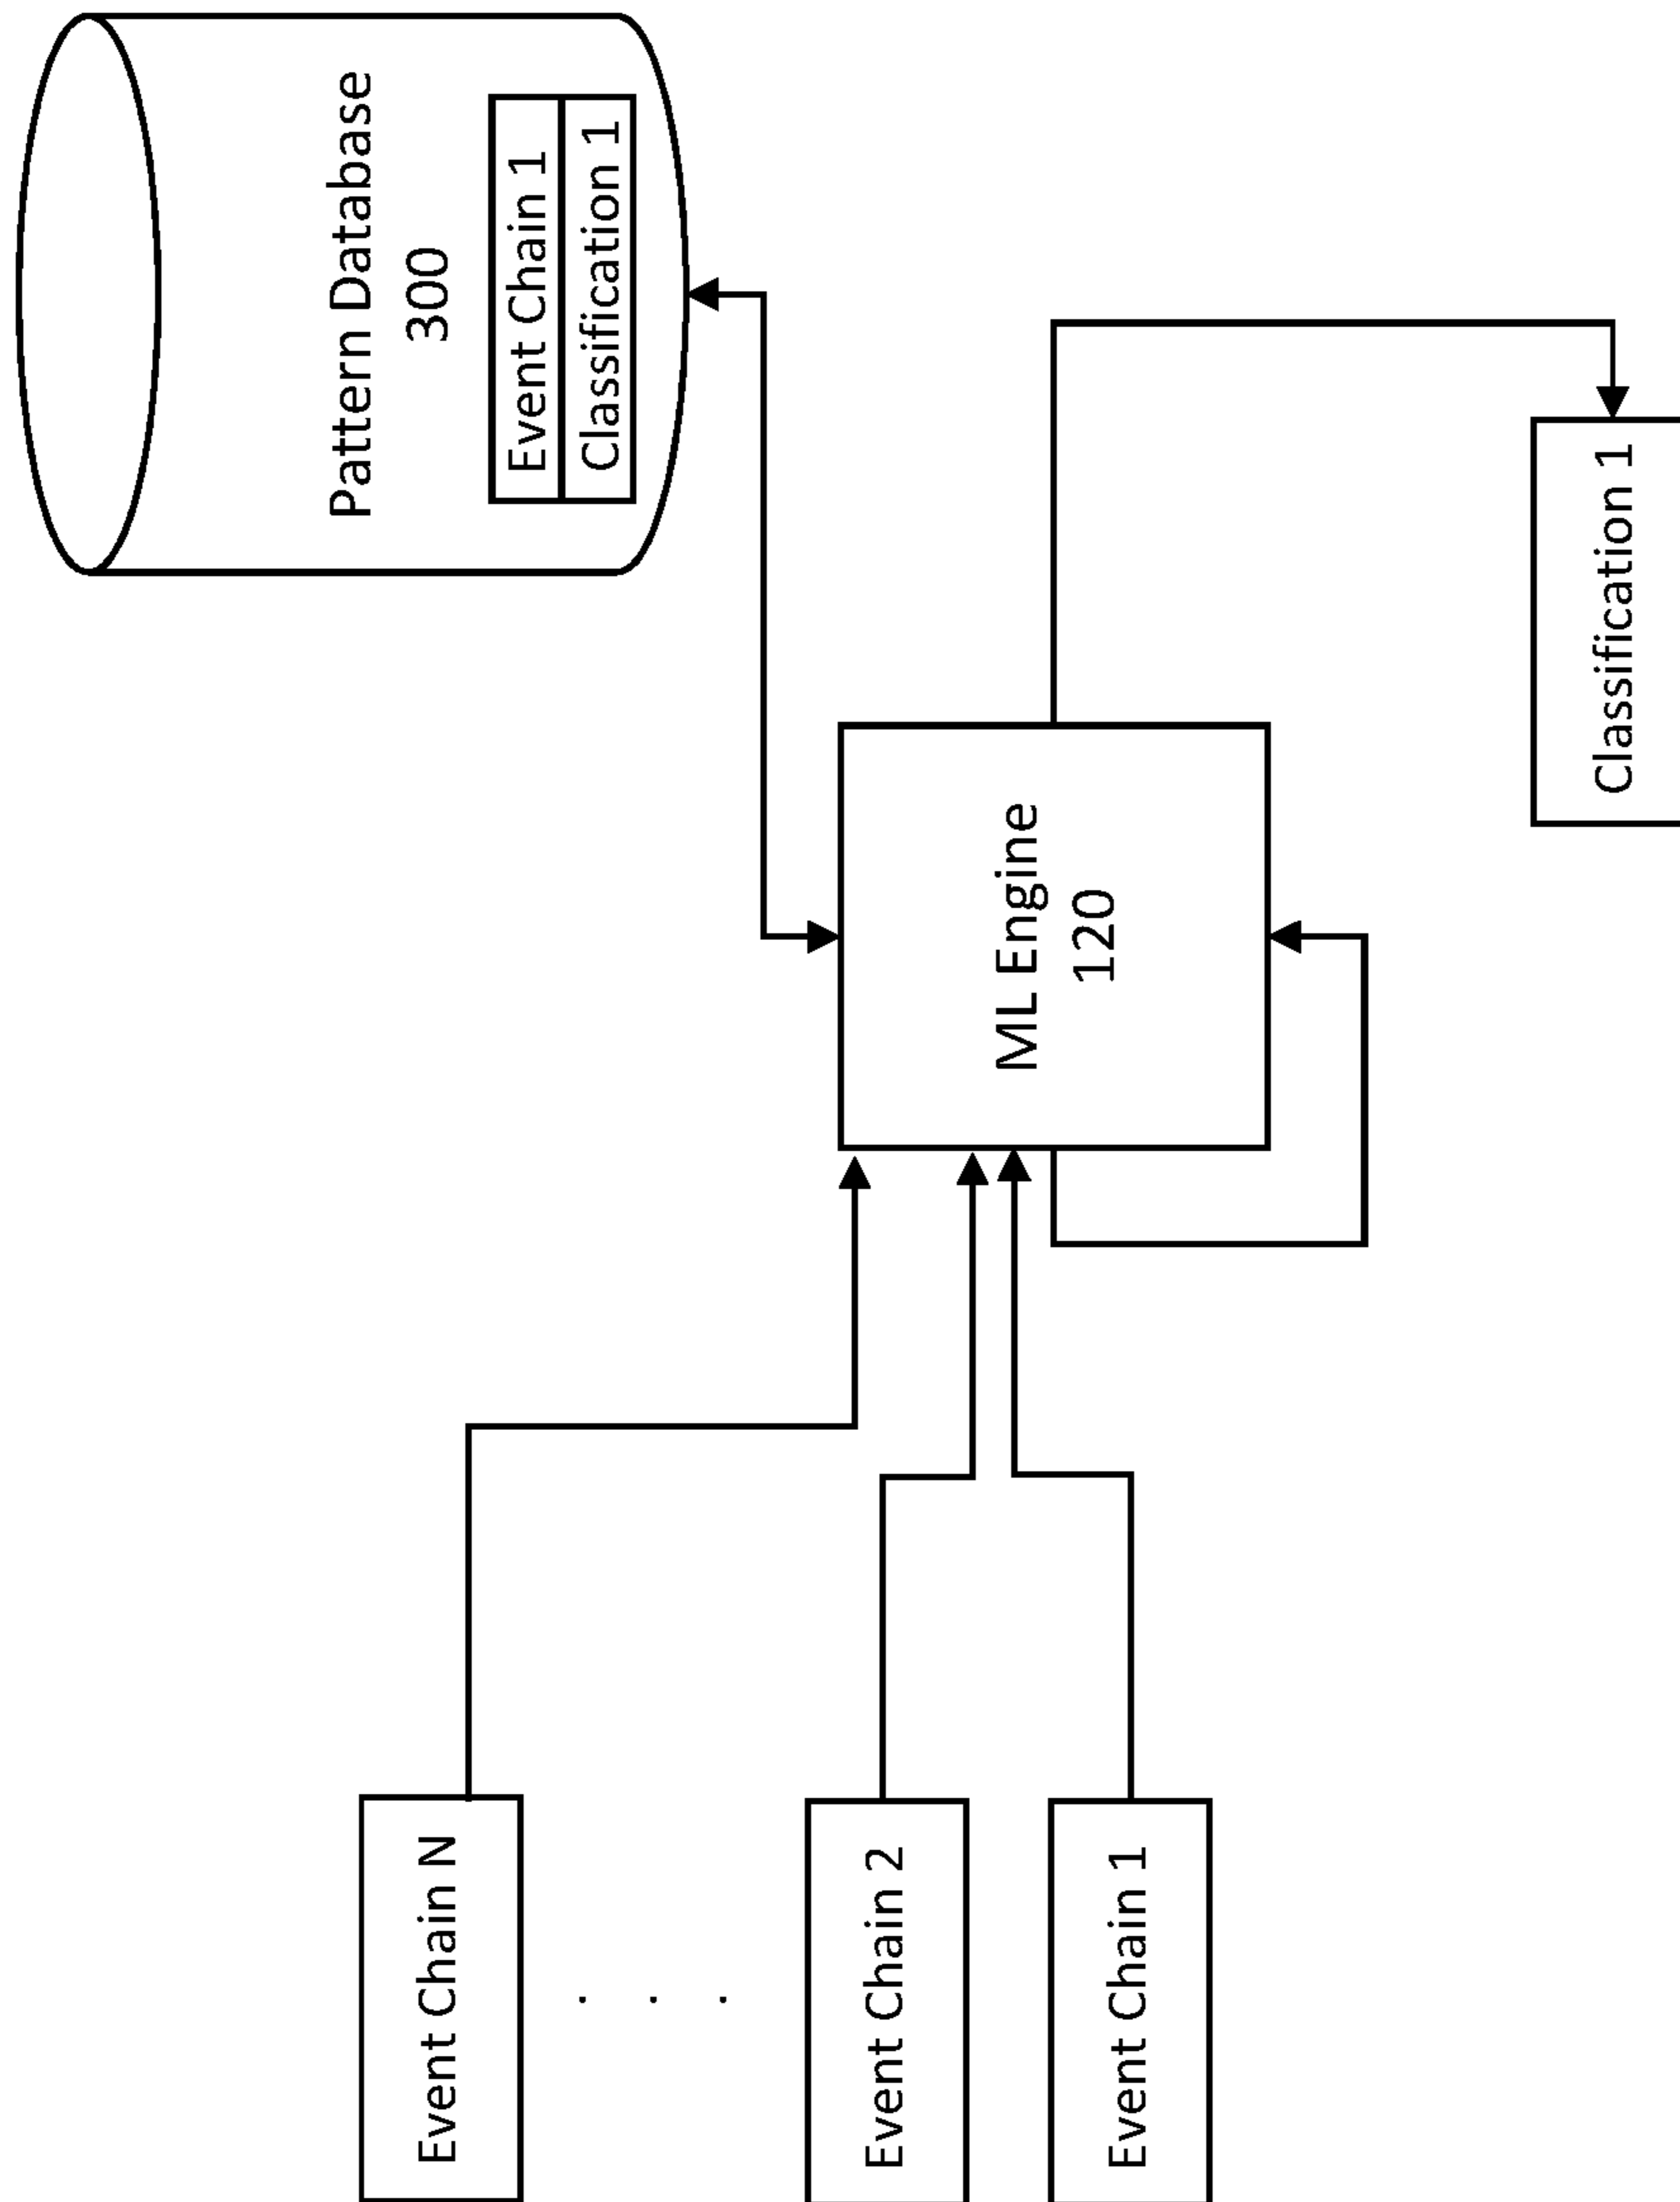 Pattern Database
300
Event Chain 1
Classification 1
Event Chain N
. . .
Event Chain 2
Event Chain 1
ML Engine
120
Classification 1